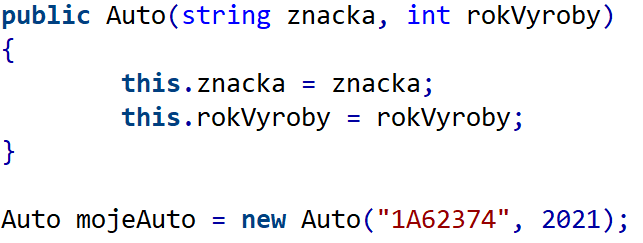 public Auto(string znacka, int rokVyroby)
{
this.znacka = znacka;
this.rokVyroby = rokVyroby;
}
Auto mojeAuto = new Auto("1A62374", 2021);